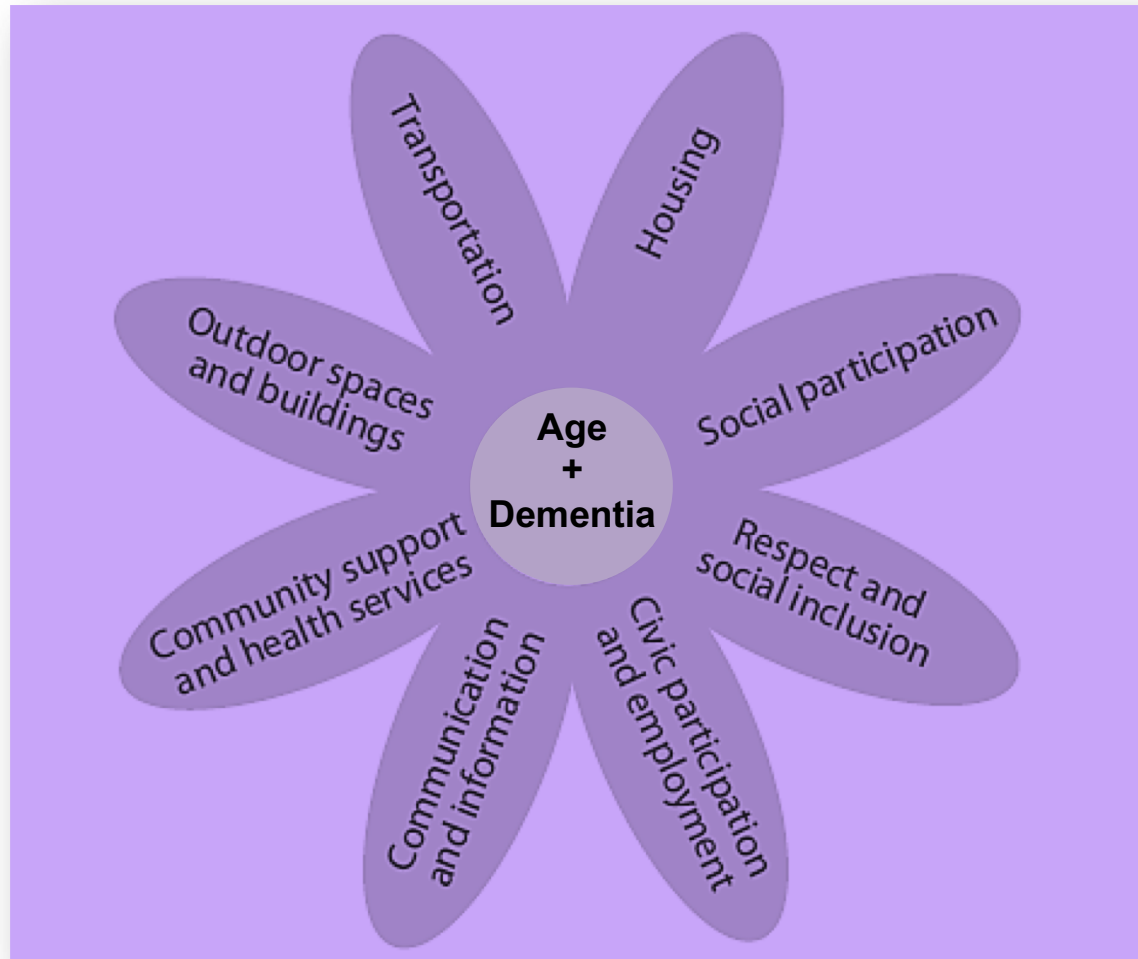 Transportation
Housing
Outdoor spaces
and buildings
Social participation
Age
+
Dementia
Community support
and health services
Respect and
social inclusion
Communication
and information
Civic participation
and employment